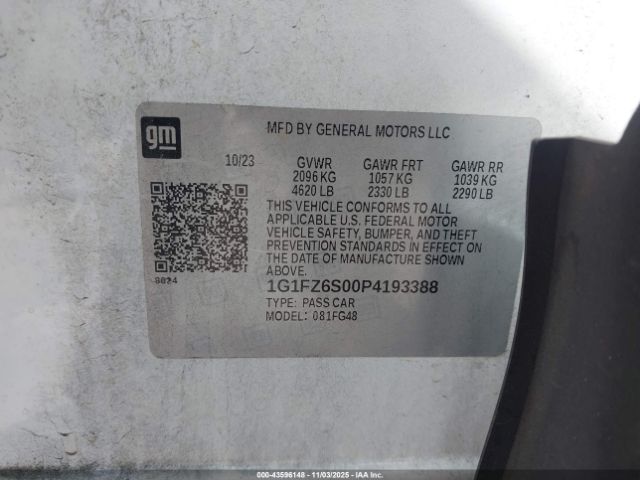 gm
MFD BY GENERAL MOTORS LLC
10/23 GVWR GAWR FRT GAWR RR
2096 KG 1057 KG 1039 KG
4620 LB 2330 LB 2290 LB
THIS VEHICLE CONFORMS TO ALL
APPLICABLE U.S. FEDERAL MOTOR
VEHICLE SAFETY, BUMPER, AND THEFT
PREVENTION STANDARDS IN EFFECT ON
THE DATE OF MANUFACTURE SHOWN
ABOVE.
8024
1G1FZ6S00P4193388
TYPE: PASS CAR
MODEL: 081FG48
000-43596148 - 11/03/2025 - IAA Holdings, LLC